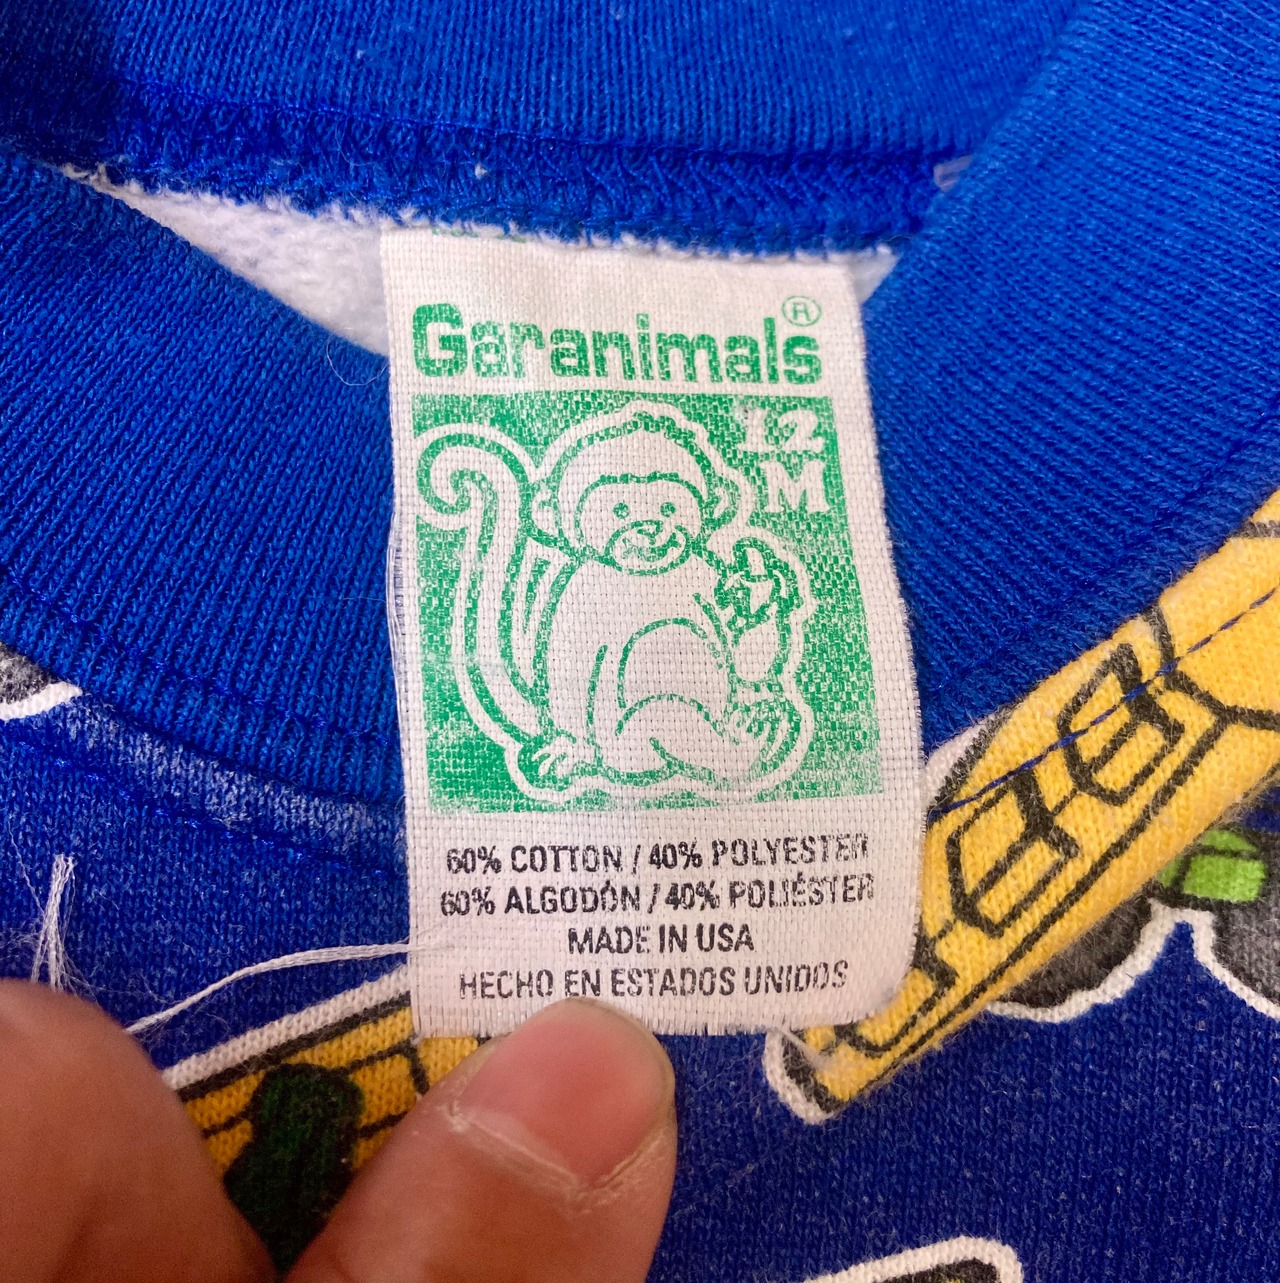 Garanimals®
12
M
60% COTTON / 40% POLYESTER
60% ALGODÓN / 40% POLIÉSTER
MADE IN USA
HECHO EN ESTADOS UNIDOS